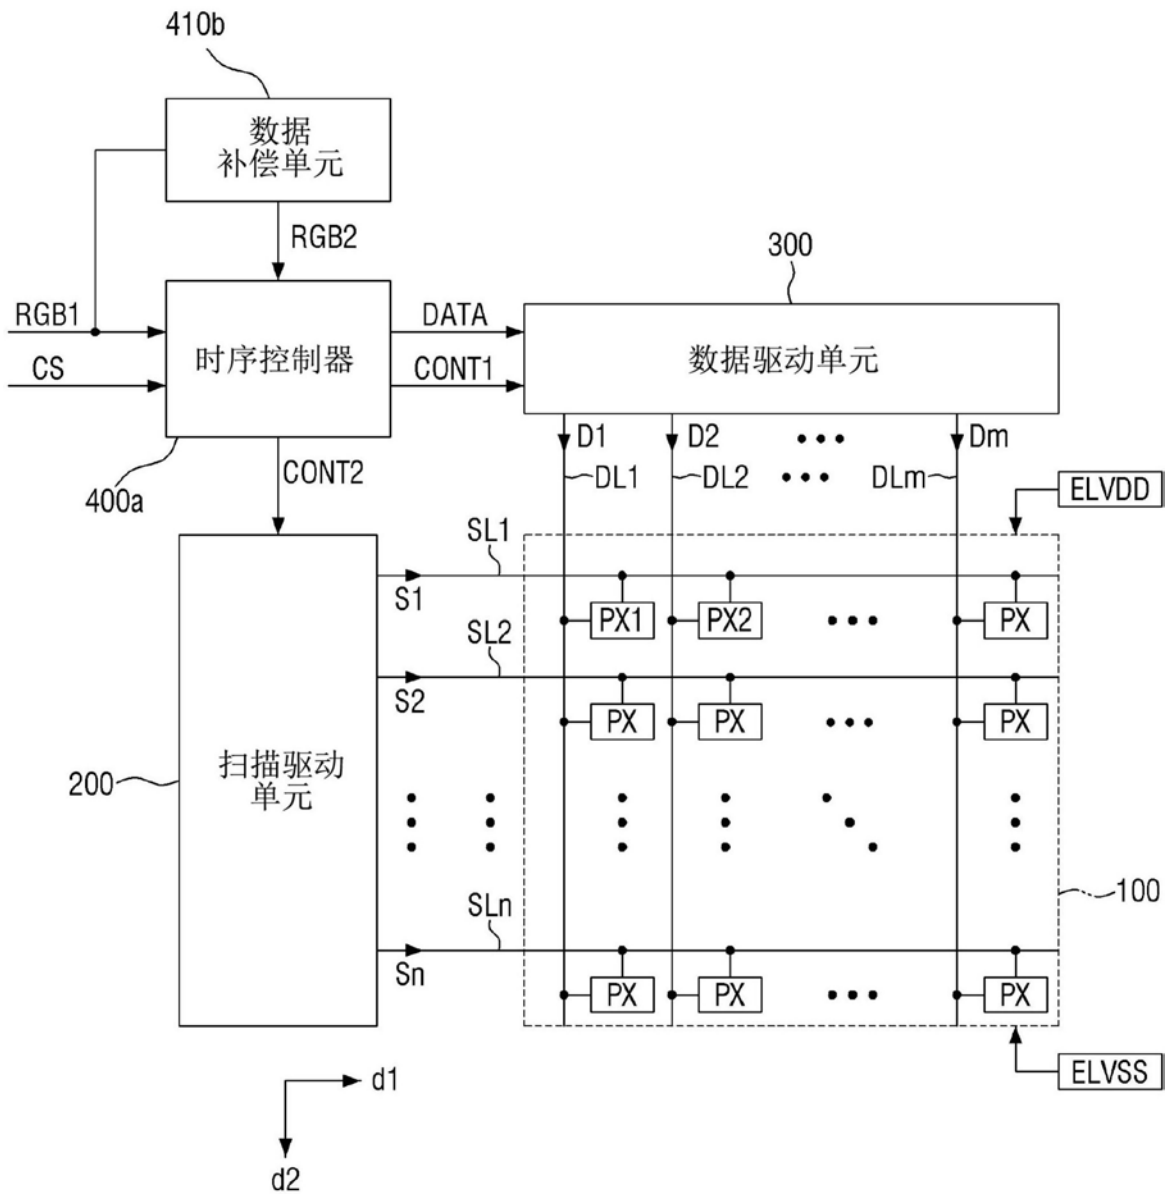 410b
数据
补偿单元
RGB2
300
RGB1
DATA
时序控制器
数据驱动单元
CS
CONT1
D1
D2
Dm
CONT2
DL1
DL2
DLm
ELVDD
400a
SL1
S1
PX1
PX2
PX
SL2
S2
PX
PX
PX
扫描驱动
单元
200
100
SLn
Sn
PX
PX
PX
ELVSS
d1
d2